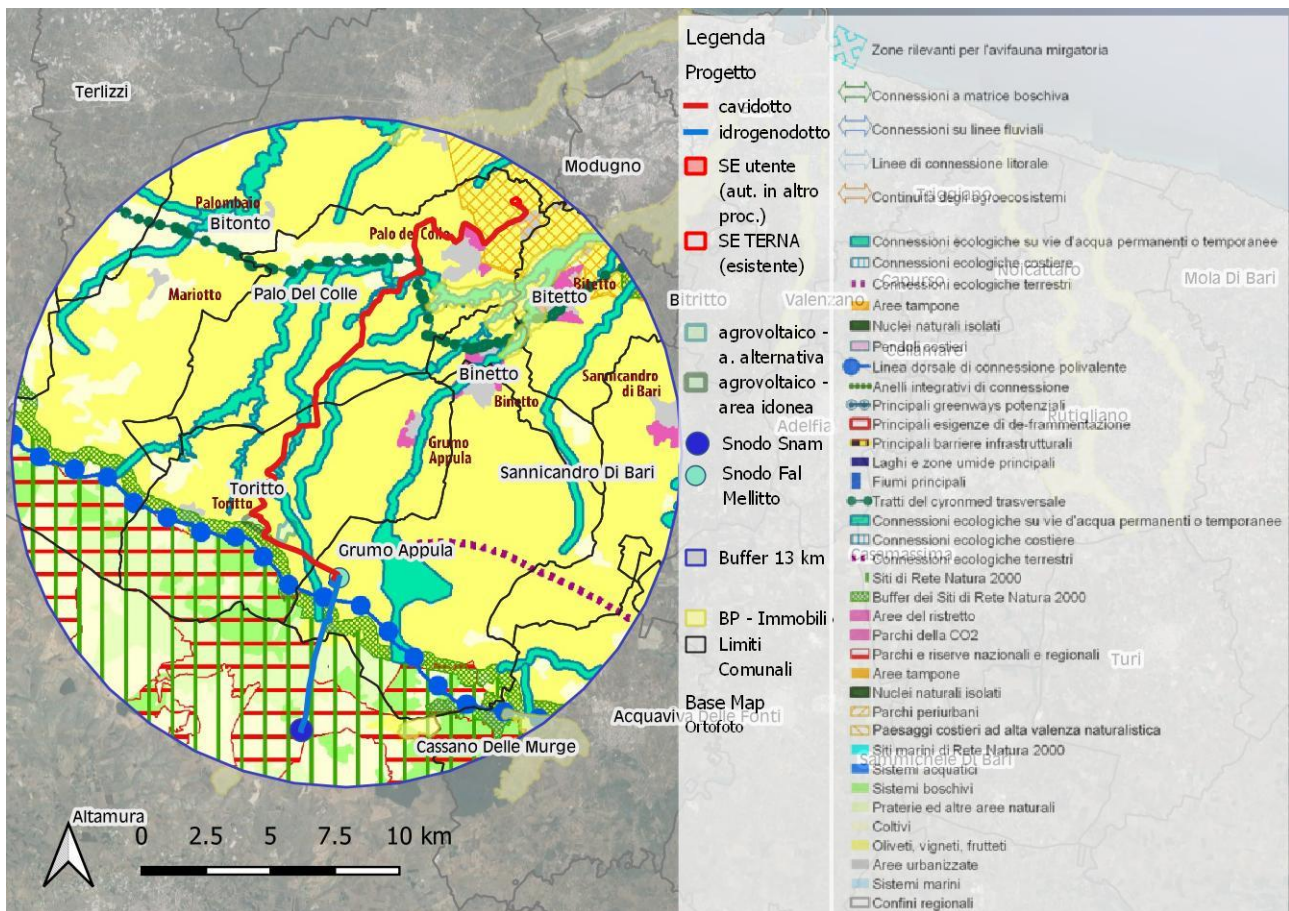 Terlizzi
Modugno
Palombaio
Bitonto
Palo del Colle
Mariotto
Palo Del Colle
Bitetto
Bitetto
Binetto
Binetto
Sannicandro
di Bari
Grumo
Appula
Sannicandro Di Bari
Toritto
Toritto
Grumo Appula
Cassano Delle Murge
Acquaviva Delle Fonti
Altamura
0 2.5 5 7.5 10 km
Legenda
Progetto
cavidotto
idrogenodotto
SE utente
(aut. in altro
proc.)
SE TERNA
(esistente)
agrovoltaico -
a. alternativa
agrovoltaico -
area idonea
Snodo Snam
Snodo Fal
Mellitto
Buffer 13 km
BP - Immobili
Limiti
Comunali
Base Map
Ortofoto
Zone rilevanti per l'avifauna mirgatoria
Connessioni a matrice boschiva
Connessioni su linee fluviali
Linee di connessione litorale
Continuità degli agroecosistemi
Connessioni ecologiche su vie d'acqua permanenti o temporanee
Connessioni ecologiche costiere
Connessioni ecologiche terrestri
Aree tampone
Nuclei naturali isolati
Pendoli costieri
Linea dorsale di connessione polivalente
Anelli integrativi di connessione
Principali greenways potenziali
Principali esigenze di de-frammentazione
Principali barriere infrastrutturali
Laghi e zone umide principali
Fiumi principali
Tratti del cyronmed trasversale
Connessioni ecologiche su vie d'acqua permanenti o temporanee
Connessioni ecologiche costiere
Connessioni ecologiche terrestri
Siti di Rete Natura 2000
Buffer dei Siti di Rete Natura 2000
Aree del ristretto
Parchi della CO2
Parchi e riserve nazionali e regionali
Aree tampone
Nuclei naturali isolati
Parchi periurbani
Paesaggi costieri ad alta valenza naturalistica
Siti marini di Rete Natura 2000
Sistemi acquatici
Sistemi boschivi
Praterie ed altre aree naturali
Coltivi
Oliveti, vigneti, frutteti
Aree urbanizzate
Sistemi marini
Confini regionali
Triggiano
Bitritto
Valenzano
Capurso
Noicattaro
Mola Di Bari
Cellamare
Adelfia
Rutigliano
Casamassima
Turi
Sammichele Di Bari